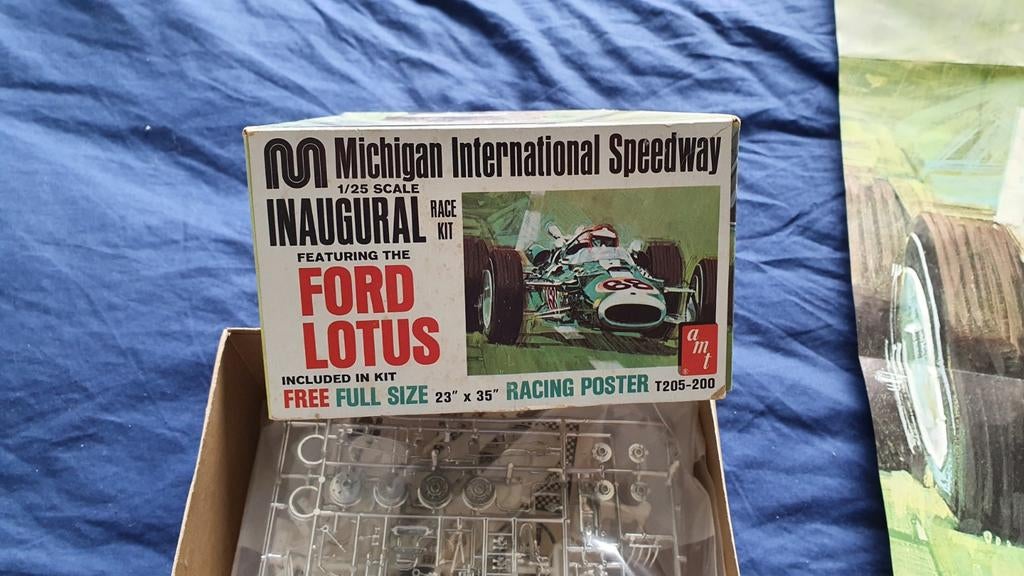 Michigan International Speedway
1/25 SCALE
INAUGURAL RACE KIT
FEATURING THE
FORD
LOTUS
INCLUDED IN KIT
FREE FULL SIZE 23" x 35" RACING POSTER T205-200
68
amt